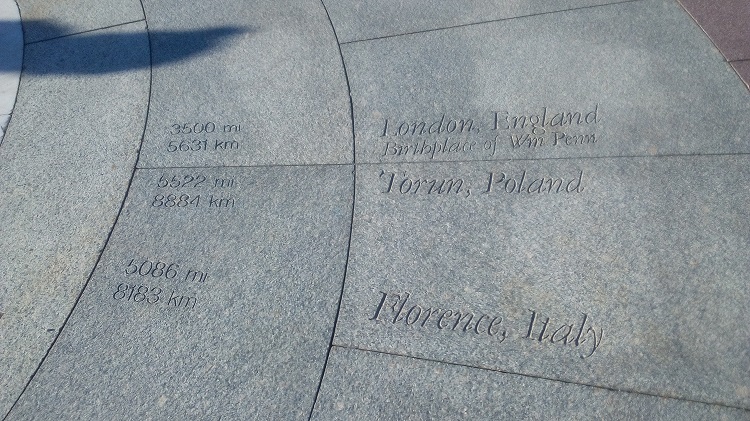 3500 mi
5631 km
London, England
Birthplace of Wm Penn
5522 mi
8884 km
Torun, Poland
5086 mi
8183 km
Florence, Italy